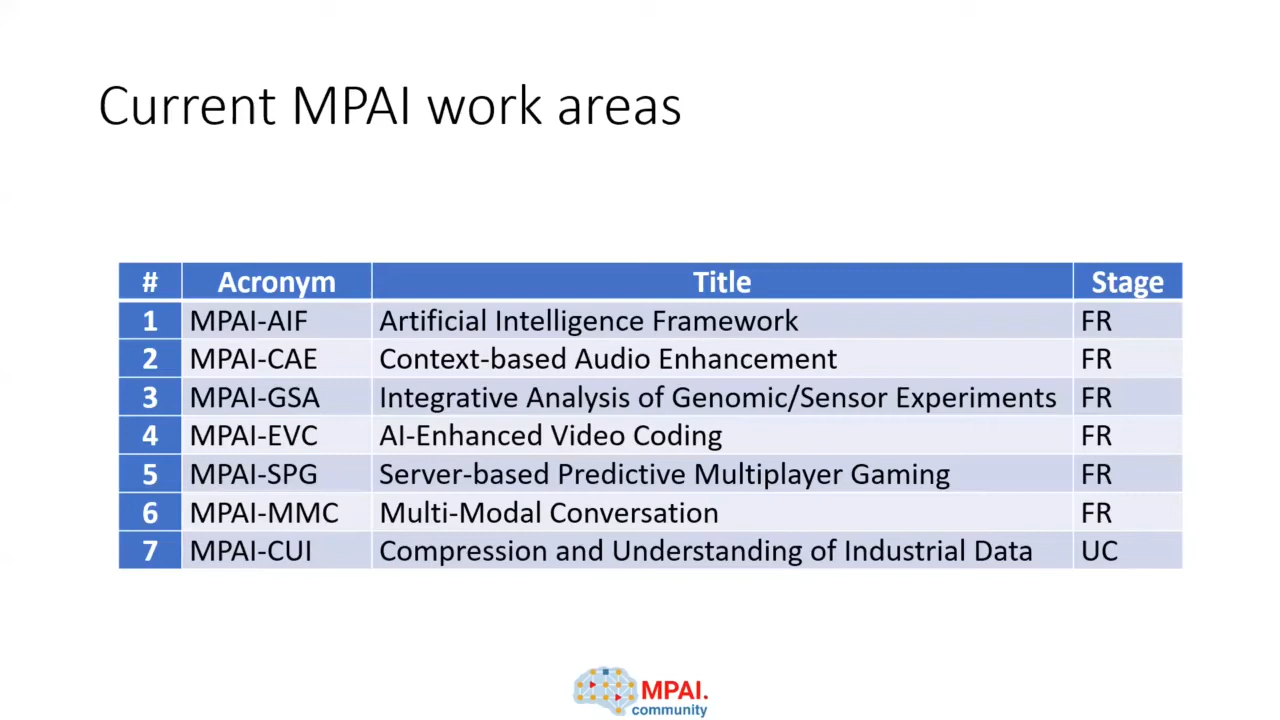 Current MPAI work areas
# Acronym Title Stage
1 MPAI-AIF Artificial Intelligence Framework FR
2 MPAI-CAE Context-based Audio Enhancement FR
3 MPAI-GSA Integrative Analysis of Genomic/Sensor Experiments FR
4 MPAI-EVC AI-Enhanced Video Coding FR
5 MPAI-SPG Server-based Predictive Multiplayer Gaming FR
6 MPAI-MMC Multi-Modal Conversation FR
7 MPAI-CUI Compression and Understanding of Industrial Data UC
MPAI.
community